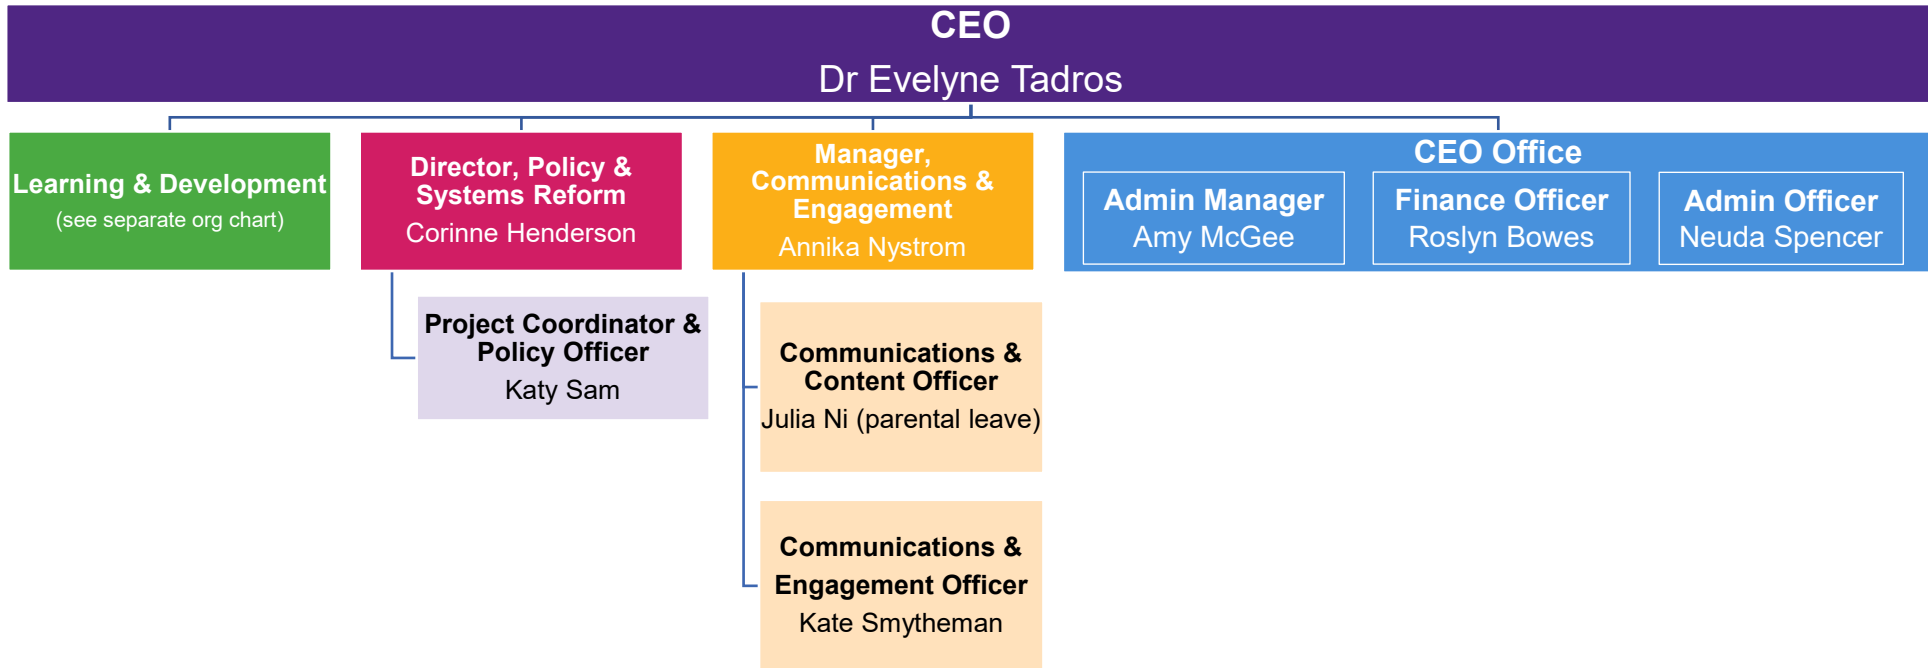 CEO
Dr Evelyne Tadros
Learning & Development
(see separate org chart)
Director, Policy &
Systems Reform
Corinne Henderson
Manager,
Communications &
Engagement
Annika Nystrom
CEO Office
Admin Manager
Amy McGee
Finance Officer
Roslyn Bowes
Admin Officer
Neuda Spencer
Project Coordinator &
Policy Officer
Katy Sam
Communications &
Content Officer
Julia Ni (parental leave)
Communications &
Engagement Officer
Kate Smytheman